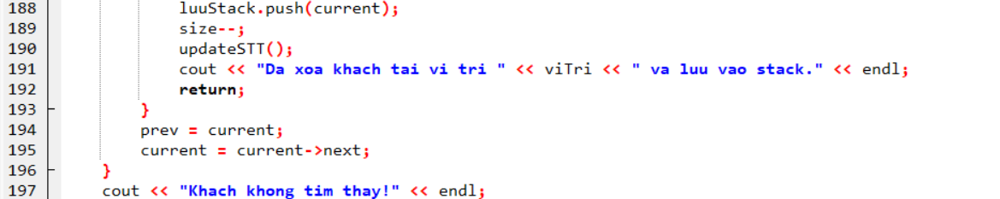 188 luuStack.push(current);
189 size--;
190 updateSTT();
191 cout << "Da xoa khach tai vi tri " << viTri << " va luu vao stack." << endl;
192 return;
193 }
194 prev = current;
195 current = current->next;
196 }
197 cout << "Khach khong tim thay!" << endl;